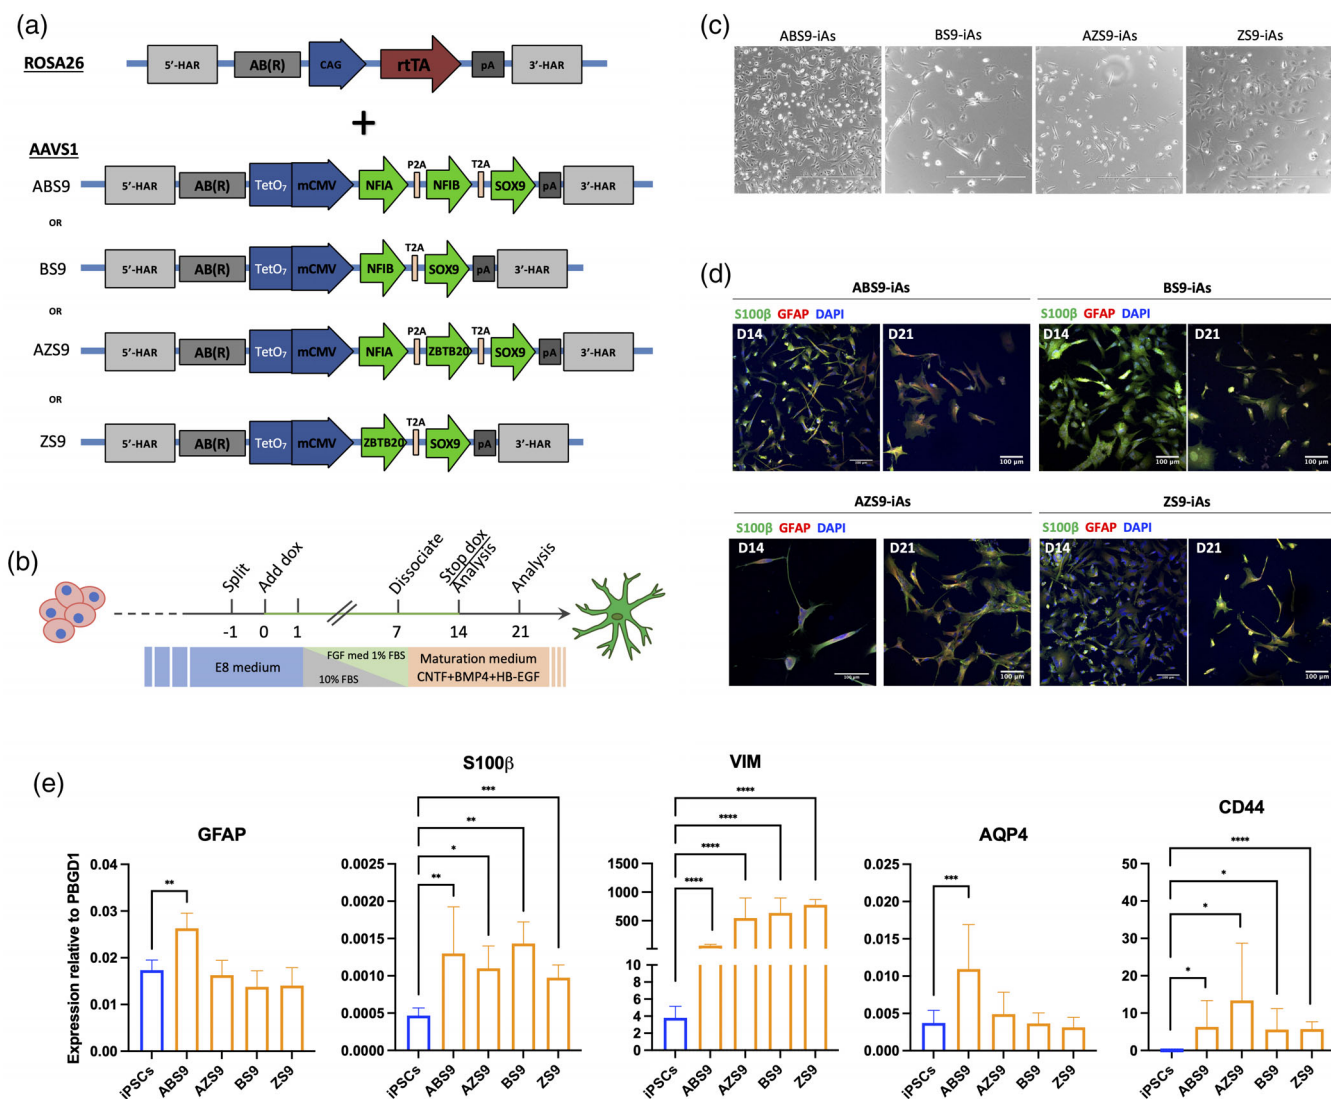 (a)
ROSA26
5’-HAR AB(R) CAG rtTA pA 3’-HAR
+
AAVS1
ABS9 5’-HAR AB(R) TetO₇ mCMV NFIA P2A NFIB T2A SOX9 pA 3’-HAR
OR
BS9 5’-HAR AB(R) TetO₇ mCMV NFIB T2A SOX9 pA 3’-HAR
OR
AZS9 5’-HAR AB(R) TetO₇ mCMV NFIA P2A ZBTB20 T2A SOX9 pA 3’-HAR
OR
ZS9 5’-HAR AB(R) TetO₇ mCMV ZBTB20 T2A SOX9 pA 3’-HAR
(b)
Split Add dox Dissociate Stop dox Analysis Analysis
-1 0 1 7 14 21
E8 medium
FGF med 1% FBS
10% FBS
Maturation medium
CNTF+BMP4+HB-EGF
(c)
ABS9-iAs BS9-iAs AZS9-iAs ZS9-iAs
(d)
ABS9-iAs BS9-iAs
S100β GFAP DAPI S100β GFAP DAPI
D14 D21 D14 D21
100 μm 100 μm 100 μm 100 μm
AZS9-iAs ZS9-iAs
S100β GFAP DAPI S100β GFAP DAPI
D14 D21 D14 D21
100 μm 100 μm 100 μm 100 μm
(e)
Expression relative to PBGD1
GFAP
**
0.04
0.03
0.02
0.01
0.00
iPSCs ABS9 AZS9 BS9 ZS9
S100β
***
**
*
**
0.0025
0.0020
0.0015
0.0010
0.0005
0.0000
iPSCs ABS9 AZS9 BS9 ZS9
VIM
****
****
****
****
1500
1000
500
10
8
6
4
2
0
iPSCs ABS9 AZS9 BS9 ZS9
AQP4
***
0.025
0.020
0.015
0.010
0.005
0.000
iPSCs ABS9 AZS9 BS9 ZS9
CD44
****
*
*
*
50
40
30
20
10
0
iPSCs ABS9 AZS9 BS9 ZS9